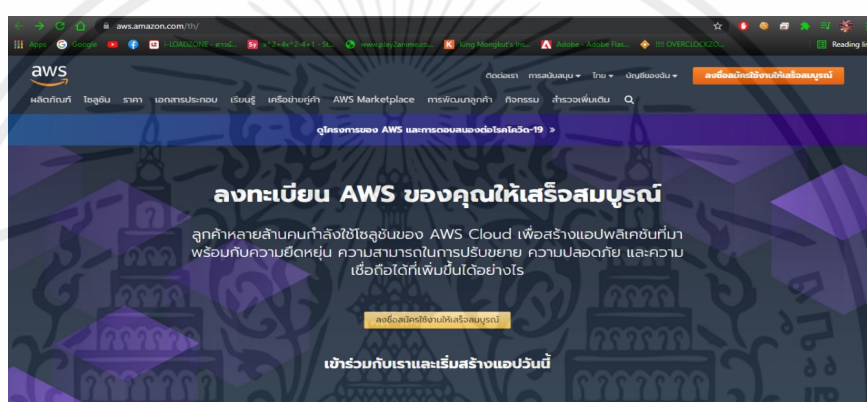 aws.amazon.com/th/
Apps Google I-LOADZONE - ดาวน์... x^2+4x^2-4+1 - St... www.play2anime.co... King Mongkut's Ins... Adobe - Adobe Flas... !!!! OVERCLOCKZO... Reading li
aws
ติดต่อเรา การสนับสนุน ไทย บัญชีของฉัน ลงชื่อสมัครใช้งานให้เสร็จสมบูรณ์
ผลิตภัณฑ์ โซลูชัน ราคา เอกสารประกอบ เรียนรู้ เครือข่ายคู่ค้า AWS Marketplace การพัฒนาลูกค้า กิจกรรม สำรวจเพิ่มเติม
ดูโครงการของ AWS และการตอบสนองต่อโรคโควิด-19 »
ลงทะเบียน AWS ของคุณให้เสร็จสมบูรณ์
ลูกค้าหลายล้านคนกำลังใช้โซลูชันของ AWS Cloud เพื่อสร้างแอปพลิเคชันที่มา
พร้อมกับความยืดหยุ่น ความสามารถในการปรับขยาย ความปลอดภัย และความ
เชื่อถือได้ที่เพิ่มขึ้นได้อย่างไร
ลงชื่อสมัครใช้งานให้เสร็จสมบูรณ์
เข้าร่วมกับเราและเริ่มสร้างแอปวันนี้